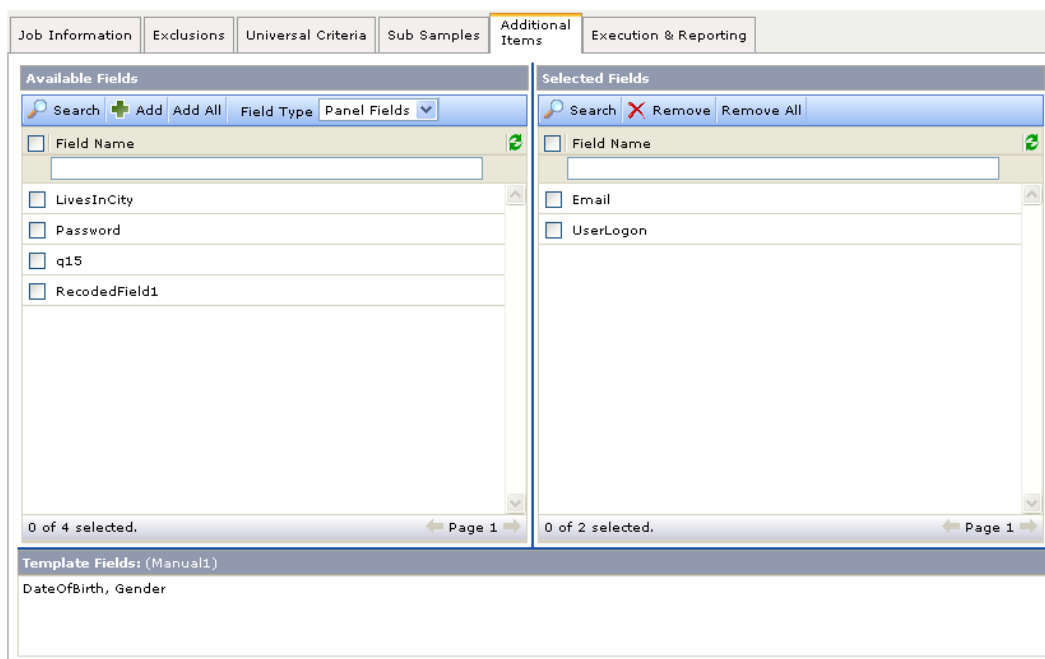 Job Information Exclusions Universal Criteria Sub Samples Additional Items Execution & Reporting
Available Fields
Search Add Add All Field Type Panel Fields
Field Name
LivesInCity
Password
q15
RecodedField1
0 of 4 selected. Page 1
Selected Fields
Search Remove Remove All
Field Name
Email
UserLogon
0 of 2 selected. Page 1
Template Fields: (Manual1)
DateOfBirth, Gender